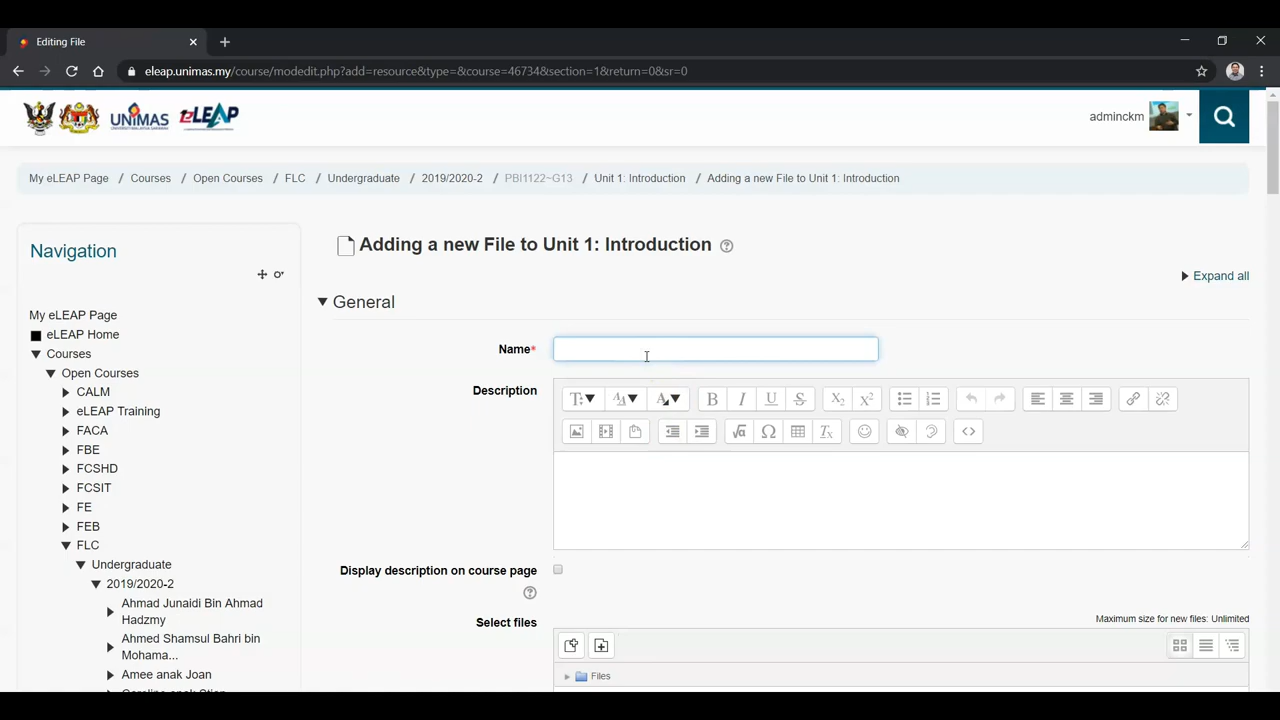 Editing File
eleap.unimas.my/course/modedit.php?add=resource&type=&course=46734&section=1&return=0&sr=0
UNIMAS
eLEAP
adminckm
My eLEAP Page / Courses / Open Courses / FLC / Undergraduate / 2019/2020-2 / PBI1122~G13 / Unit 1: Introduction / Adding a new File to Unit 1: Introduction
Navigation
My eLEAP Page
eLEAP Home
Courses
Open Courses
CALM
eLEAP Training
FACA
FBE
FCSHD
FCSIT
FE
FEB
FLC
Undergraduate
2019/2020-2
Ahmad Junaidi Bin Ahmad
Hadzmy
Ahmed Shamsul Bahri bin
Mohama...
Amee anak Joan
Adding a new File to Unit 1: Introduction
Expand all
General
Name*
Description
Display description on course page
Select files
Maximum size for new files: Unlimited
Files